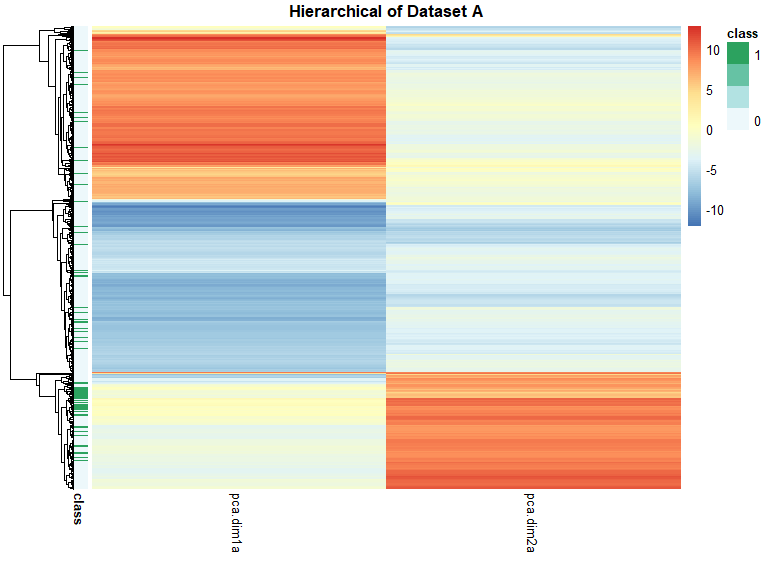 Hierarchical of Dataset A
10
5
0
-5
-10
class
1
0
class
pca.dim1a
pca.dim2a